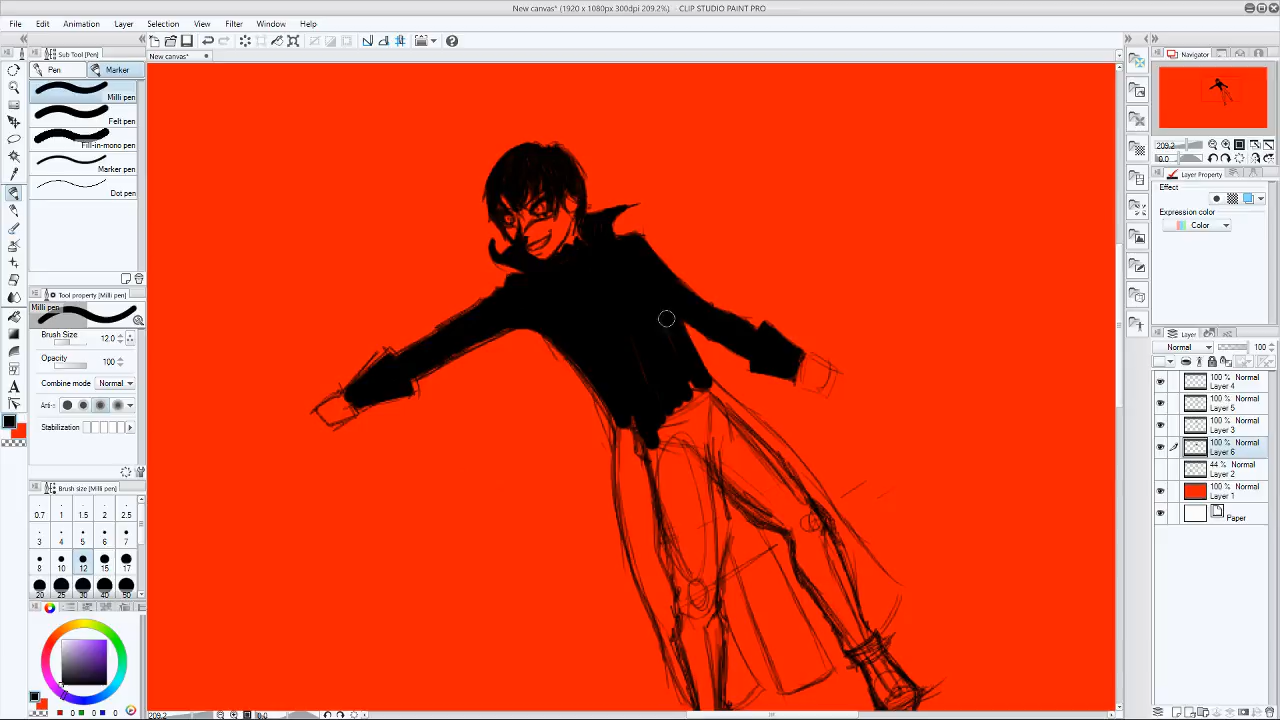 New canvas* (1920 x 1080px 300dpi 209.2%) - CLIP STUDIO PAINT PRO
File Edit Animation Layer Selection View Filter Window Help
Sub Tool [Pen]
New canvas*
Pen Marker
Milli pen
Felt pen
Fill-in-mono pen
Marker pen
Dot pen
Tool property [Milli pen]
Milli pen
Brush Size 12.0
Opacity 100
Combine mode Normal
Anti-
Stabilization
Brush size [Milli pen]
0.7 1 1.5 2 2.5
3 4 5 6 7
8 10 12 15 17
20 25 30 40 50
0 0 0
209.2 0.0
Navigator
209.2
0.0
Layer Property
Effect
Expression color
Color
Layer
Normal 100
100 % Normal
Layer 4
100 % Normal
Layer 5
100 % Normal
Layer 3
100 % Normal
Layer 6
44 % Normal
Layer 2
100 % Normal
Layer 1
Paper